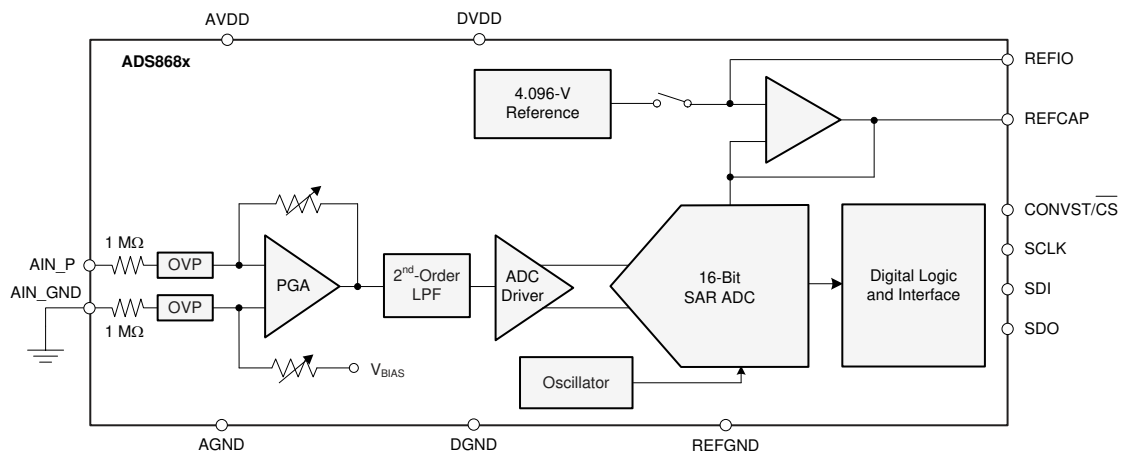 AVDD
DVDD
ADS868x
REFIO
4.096-V
Reference
REFCAP
CONVST/CS
1 MΩ
AIN_P
OVP
PGA
2nd-Order
LPF
ADC
Driver
16-Bit
SAR ADC
Digital Logic
and Interface
SCLK
AIN_GND
OVP
SDI
1 MΩ
SDO
VBIAS
Oscillator
AGND
DGND
REFGND